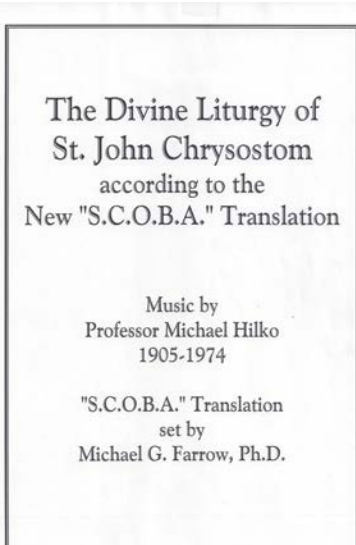 The Divine Liturgy of
St. John Chrysostom
according to the
New "S.C.O.B.A." Translation
Music by
Professor Michael Hilko
1905-1974
"S.C.O.B.A." Translation
set by
Michael G. Farrow, Ph.D.